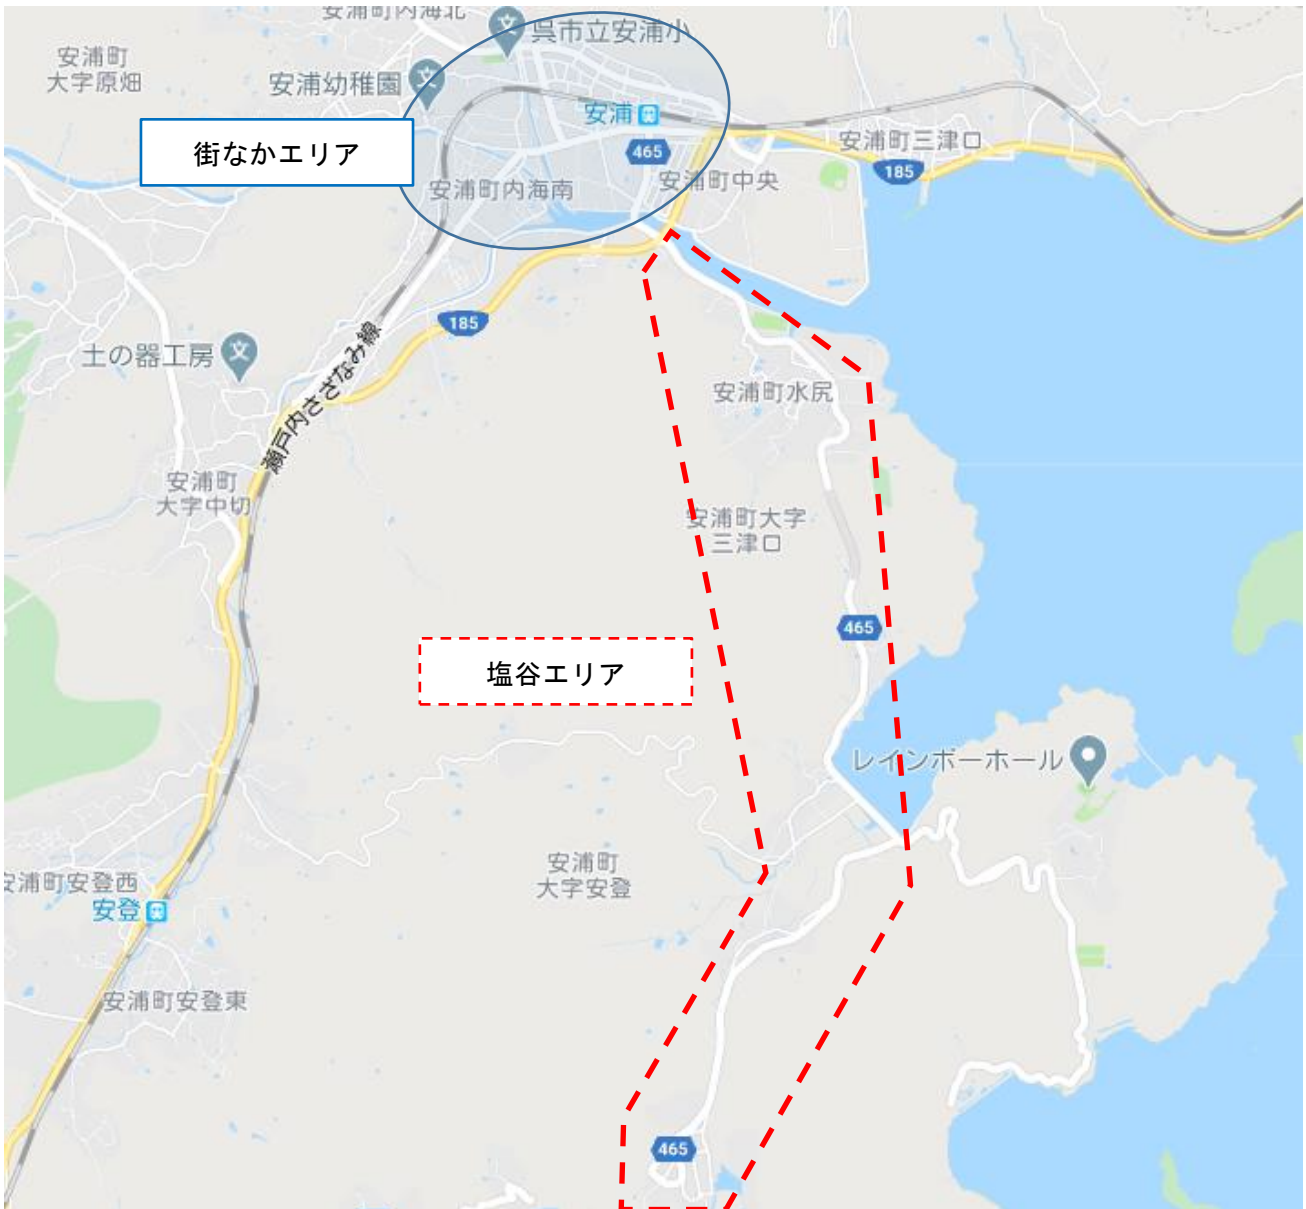 安浦町内海北
呉市立安浦小
安浦町
大字原畑
安浦幼稚園
安浦
街なかエリア
465
安浦町三津口
185
安浦町内海南
安浦町中央
185
土の器工房
瀬戸内さざなみ線
安浦町水尻
安浦町
大字中切
安浦町大字
三津口
465
塩谷エリア
レインボーホール
安浦町
大字安登
安浦町安登西
安登
安浦町安登東
465